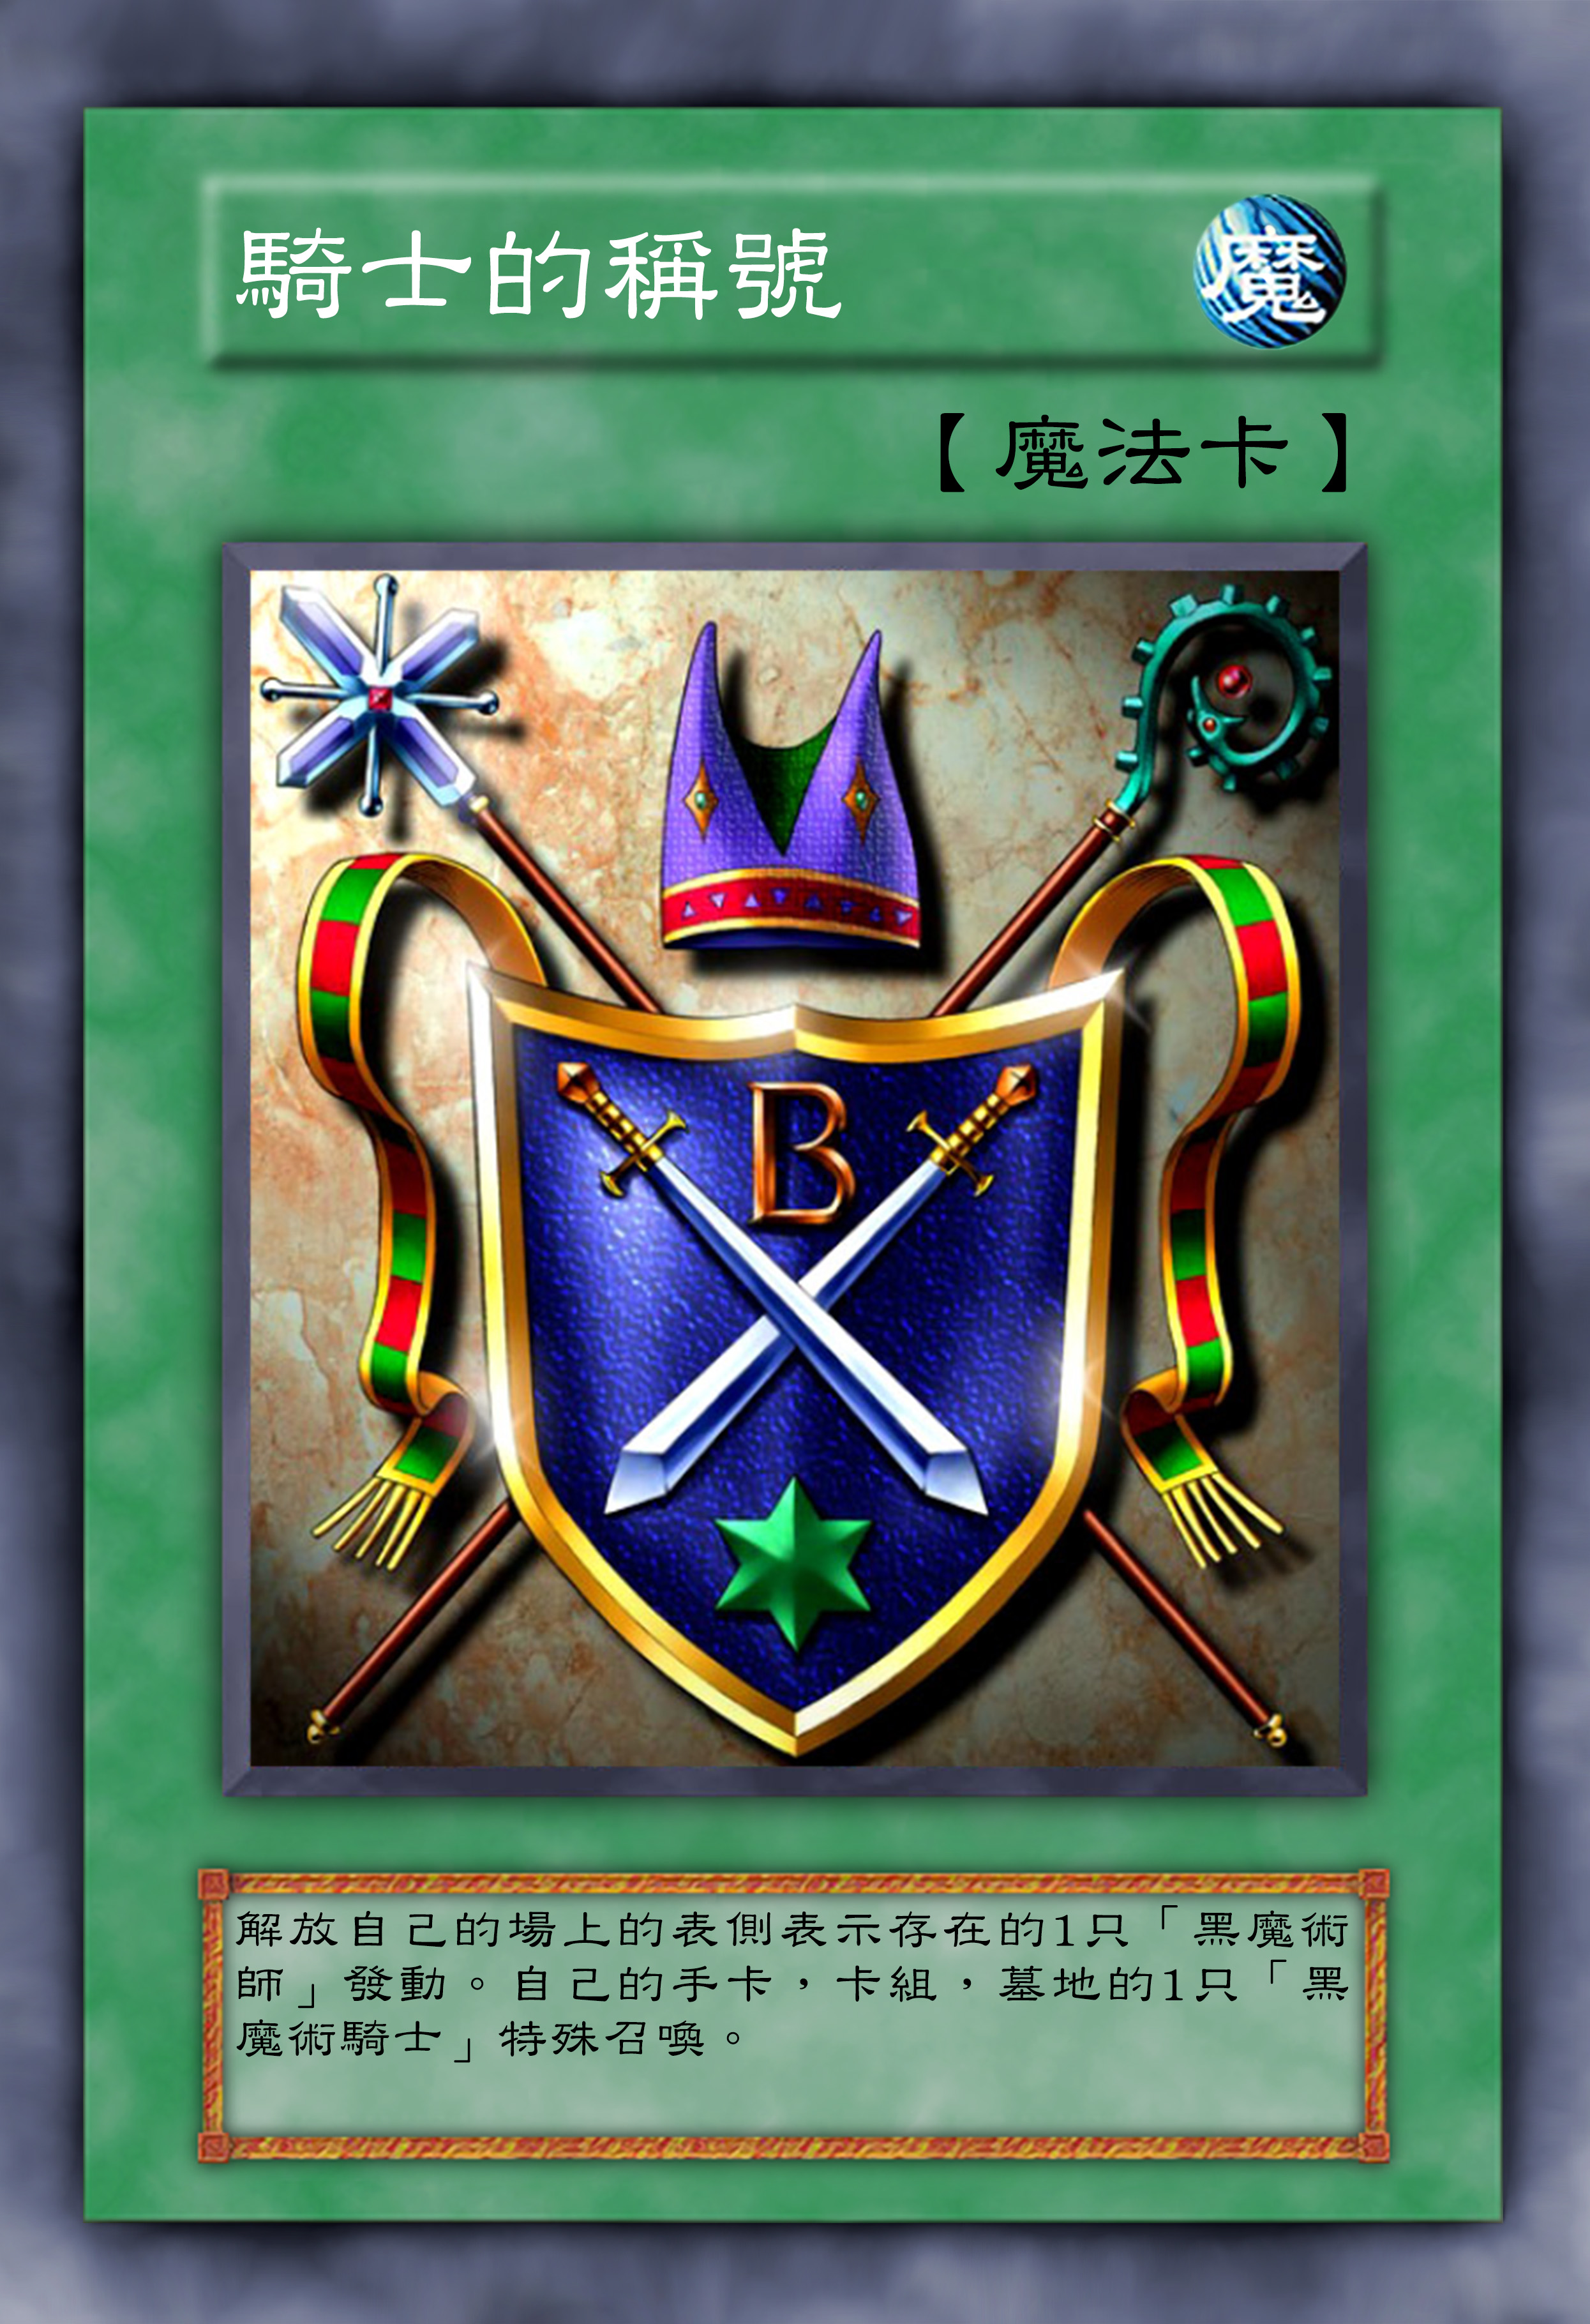 騎士的稱號
魔
【魔法卡】
B
解放自己的場上的表側表示存在的1只「黑魔術
師」發動。自己的手卡,卡組,墓地的1只「黑
魔術騎士」特殊召喚。